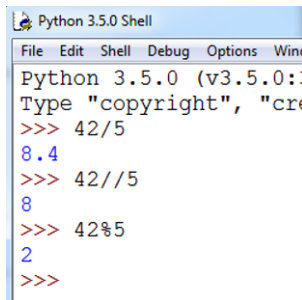 Python 3.5.0 Shell
File Edit Shell Debug Options
Python 3.5.0 (v3.5.0:
Type "copyright", "cre
>>> 42/5
8.4
>>> 42//5
8
>>> 42%5
2
>>>